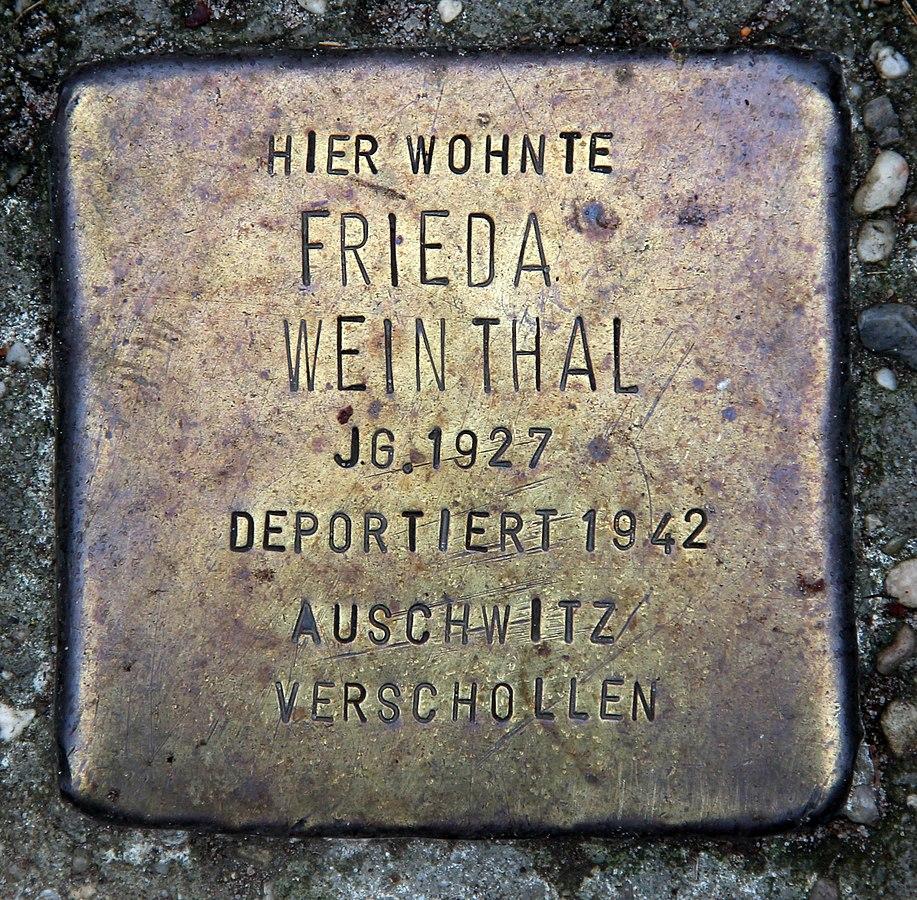 HIER WOHNTE
FRIEDA
WEINTHAL
JG. 1927
DEPORTIERT 1942
AUSCHWITZ
VERSCHOLLEN